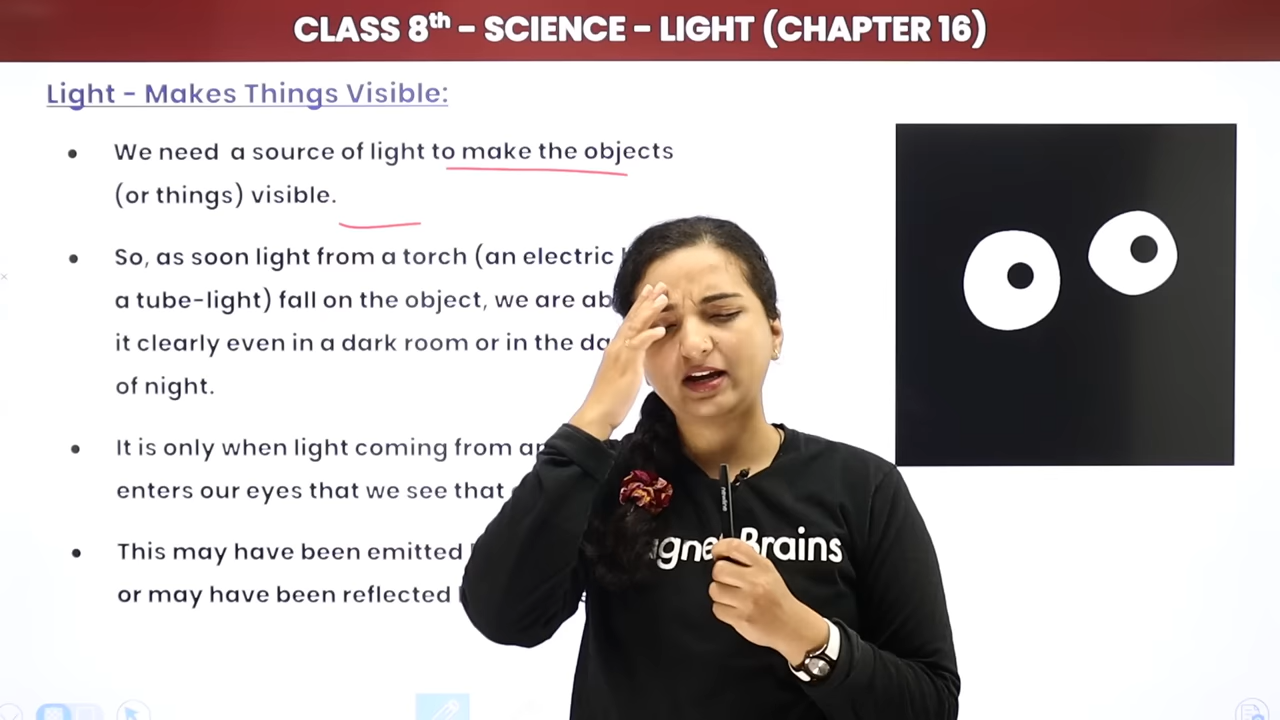 CLASS 8th - SCIENCE - LIGHT (CHAPTER 16)
Light - Makes Things Visible:
• We need a source of light to make the objects
(or things) visible.
• So, as soon light from a torch (an electric
a tube-light) fall on the object, we are
it clearly even in a dark room or in the
of night.
• It is only when light coming from
enters our eyes that we see that
• This may have been emitted
or may have been reflected
Brains
newline